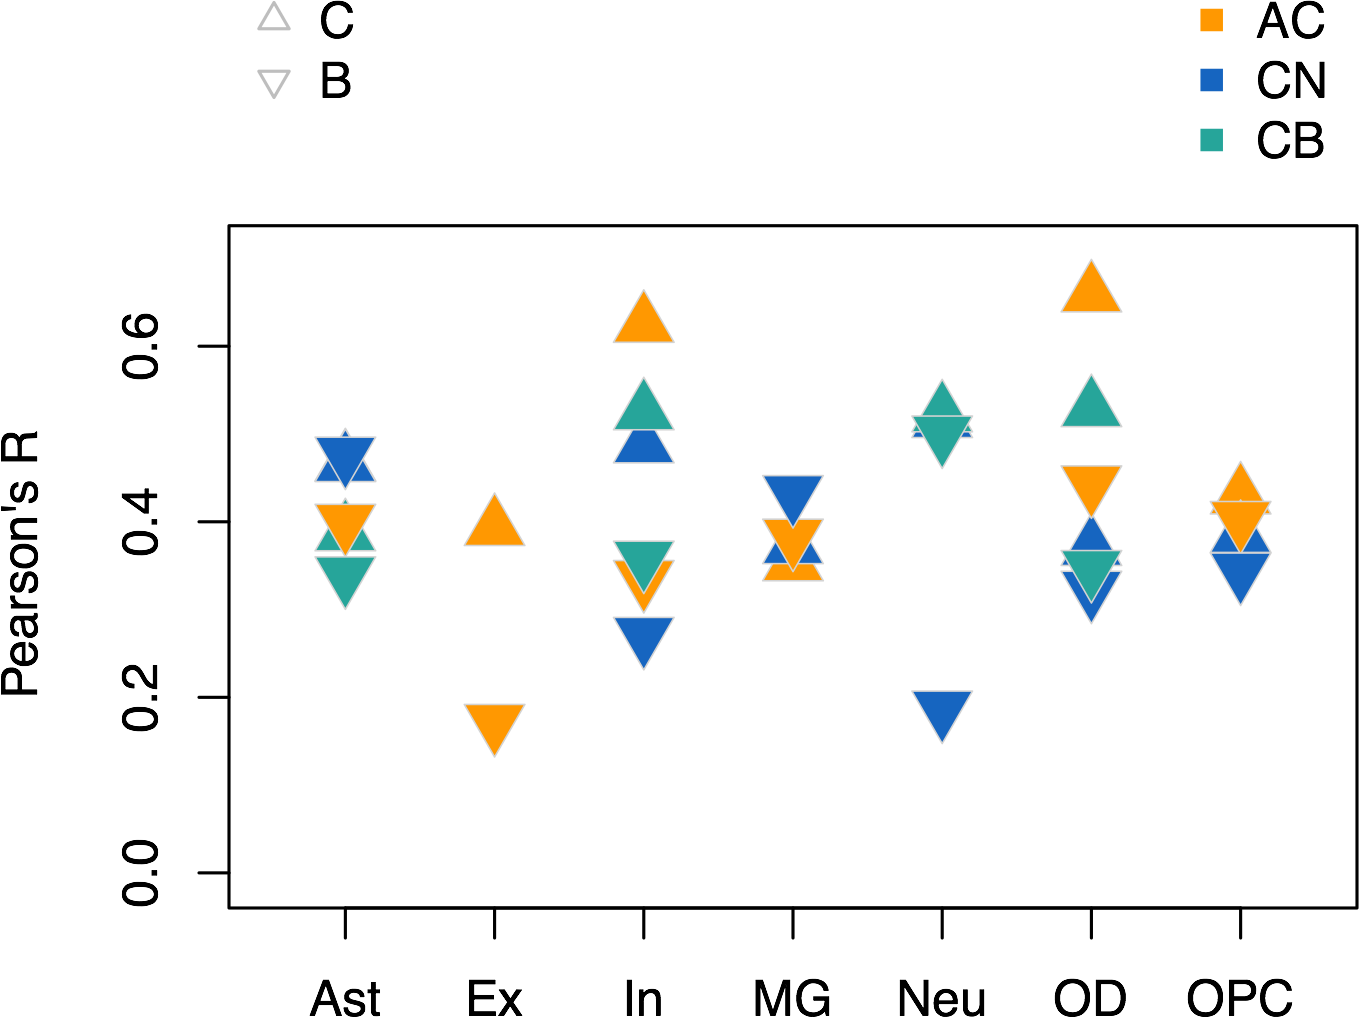 C
B
AC
CN
CB
Pearson's R
0.6
0.4
0.2
0.0
Ast Ex In MG Neu OD OPC